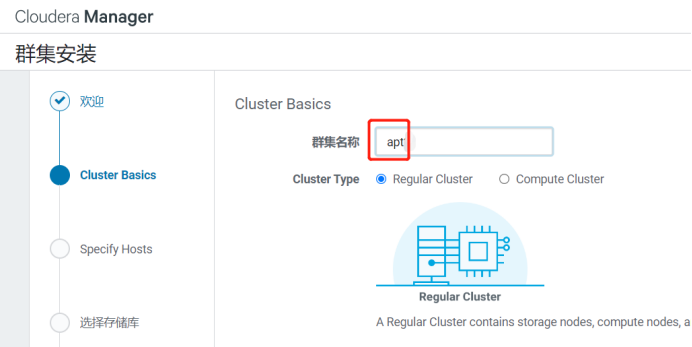 Cloudera Manager
群集安装
欢迎
Cluster Basics
Specify Hosts
选择存储库
Cluster Basics
群集名称 apt
Cluster Type Regular Cluster Compute Cluster
Regular Cluster
A Regular Cluster contains storage nodes, compute nodes, a